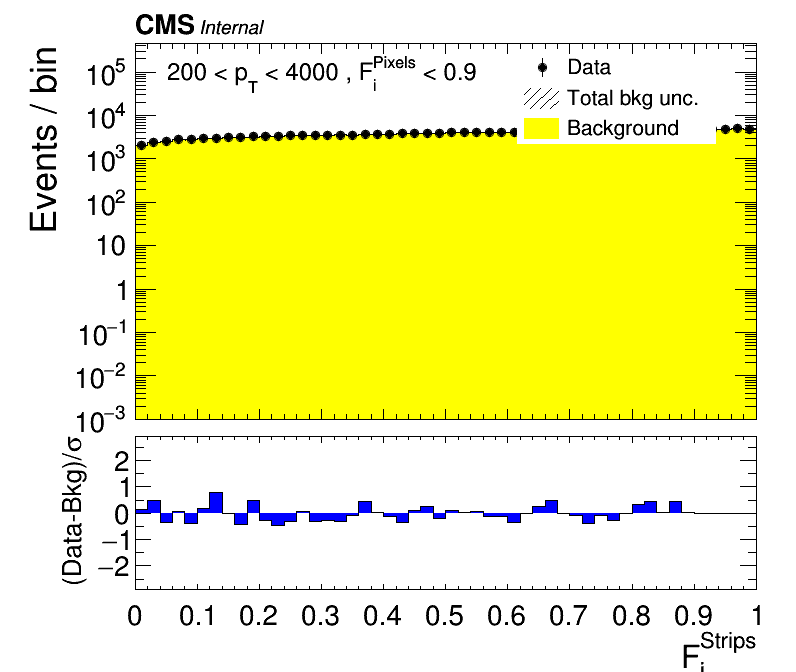 CMS Internal
200 < p_T < 4000 , F_i^Pixels < 0.9
Data
Total bkg unc.
Background
Events / bin
10^5
10^4
10^3
10^2
10
1
10^−1
10^−2
10^−3
(Data-Bkg)/σ
2
1
0
−1
−2
0 0.1 0.2 0.3 0.4 0.5 0.6 0.7 0.8 0.9 1
F_i^Strips